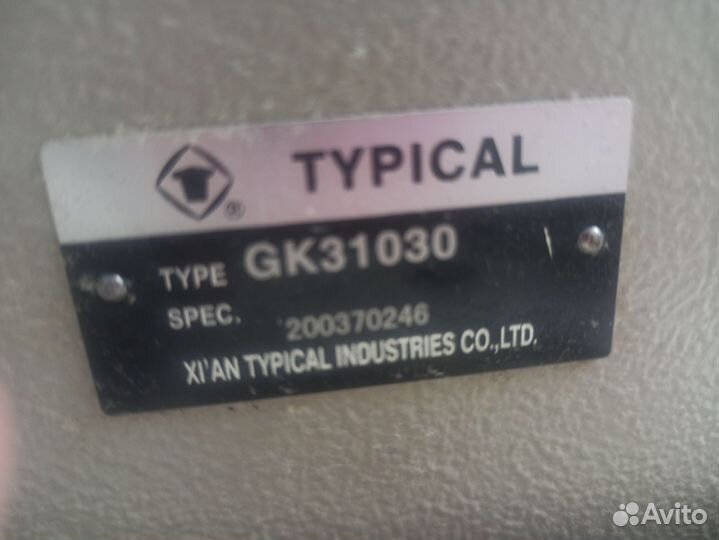 ® TYPICAL
TYPE GK31030
SPEC. 200370246
XI'AN TYPICAL INDUSTRIES CO.,LTD.
Avito